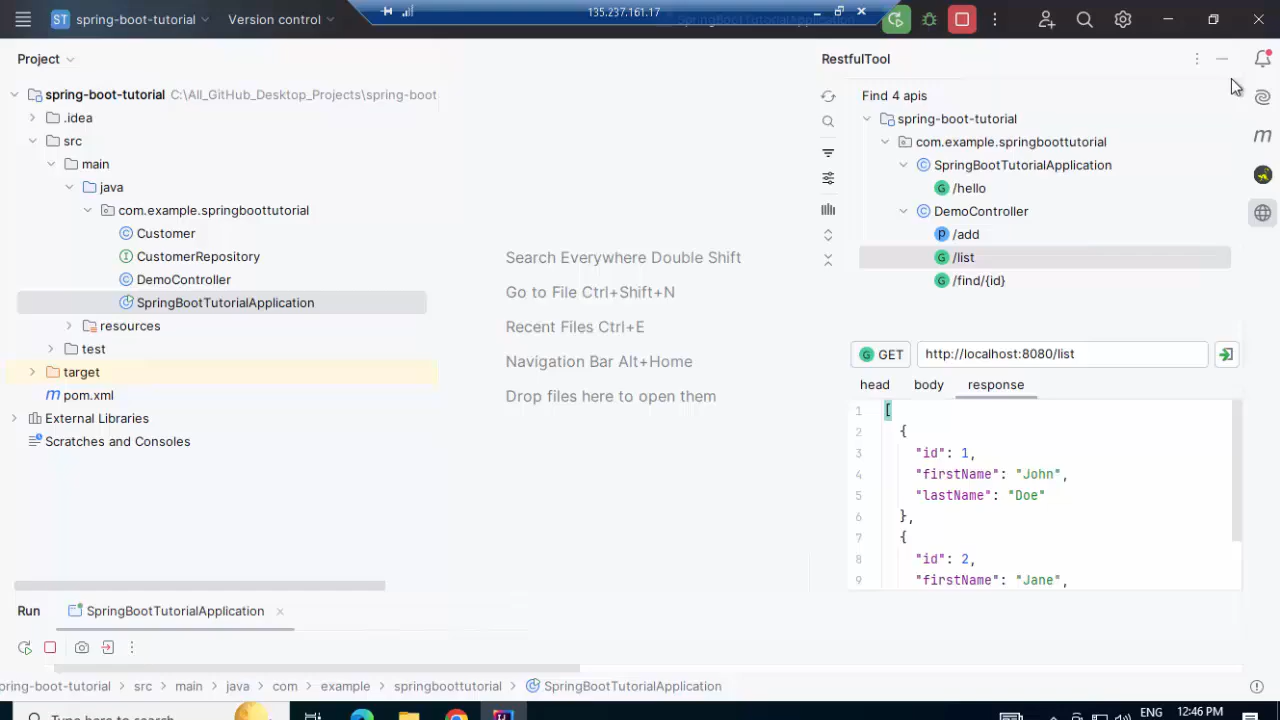 ST spring-boot-tutorial Version control 135.237.161.17
Project
spring-boot-tutorial C:\All_GitHub_Desktop_Projects\spring-boot
.idea
src
main
java
com.example.springboottutorial
Customer
CustomerRepository
DemoController
SpringBootTutorialApplication
resources
test
target
pom.xml
External Libraries
Scratches and Consoles
Search Everywhere Double Shift
Go to File Ctrl+Shift+N
Recent Files Ctrl+E
Navigation Bar Alt+Home
Drop files here to open them
RestfulTool
Find 4 apis
spring-boot-tutorial
com.example.springboottutorial
SpringBootTutorialApplication
G /hello
DemoController
P /add
G /list
G /find/{id}
G GET http://localhost:8080/list
head body response
1 [
2 {
3 "id": 1,
4 "firstName": "John",
5 "lastName": "Doe"
6 },
7 {
8 "id": 2,
9 "firstName": "Jane",
Run SpringBootTutorialApplication
pring-boot-tutorial > src > main > java > com > example > springboottutorial > SpringBootTutorialApplication
Type here to search
ENG 12:46 PM